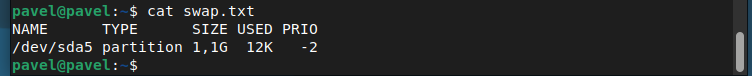 pavel@pavel:~$ cat swap.txt
NAME      TYPE      SIZE USED PRIO
/dev/sda5 partition 1,1G  12K   -2
pavel@pavel:~$